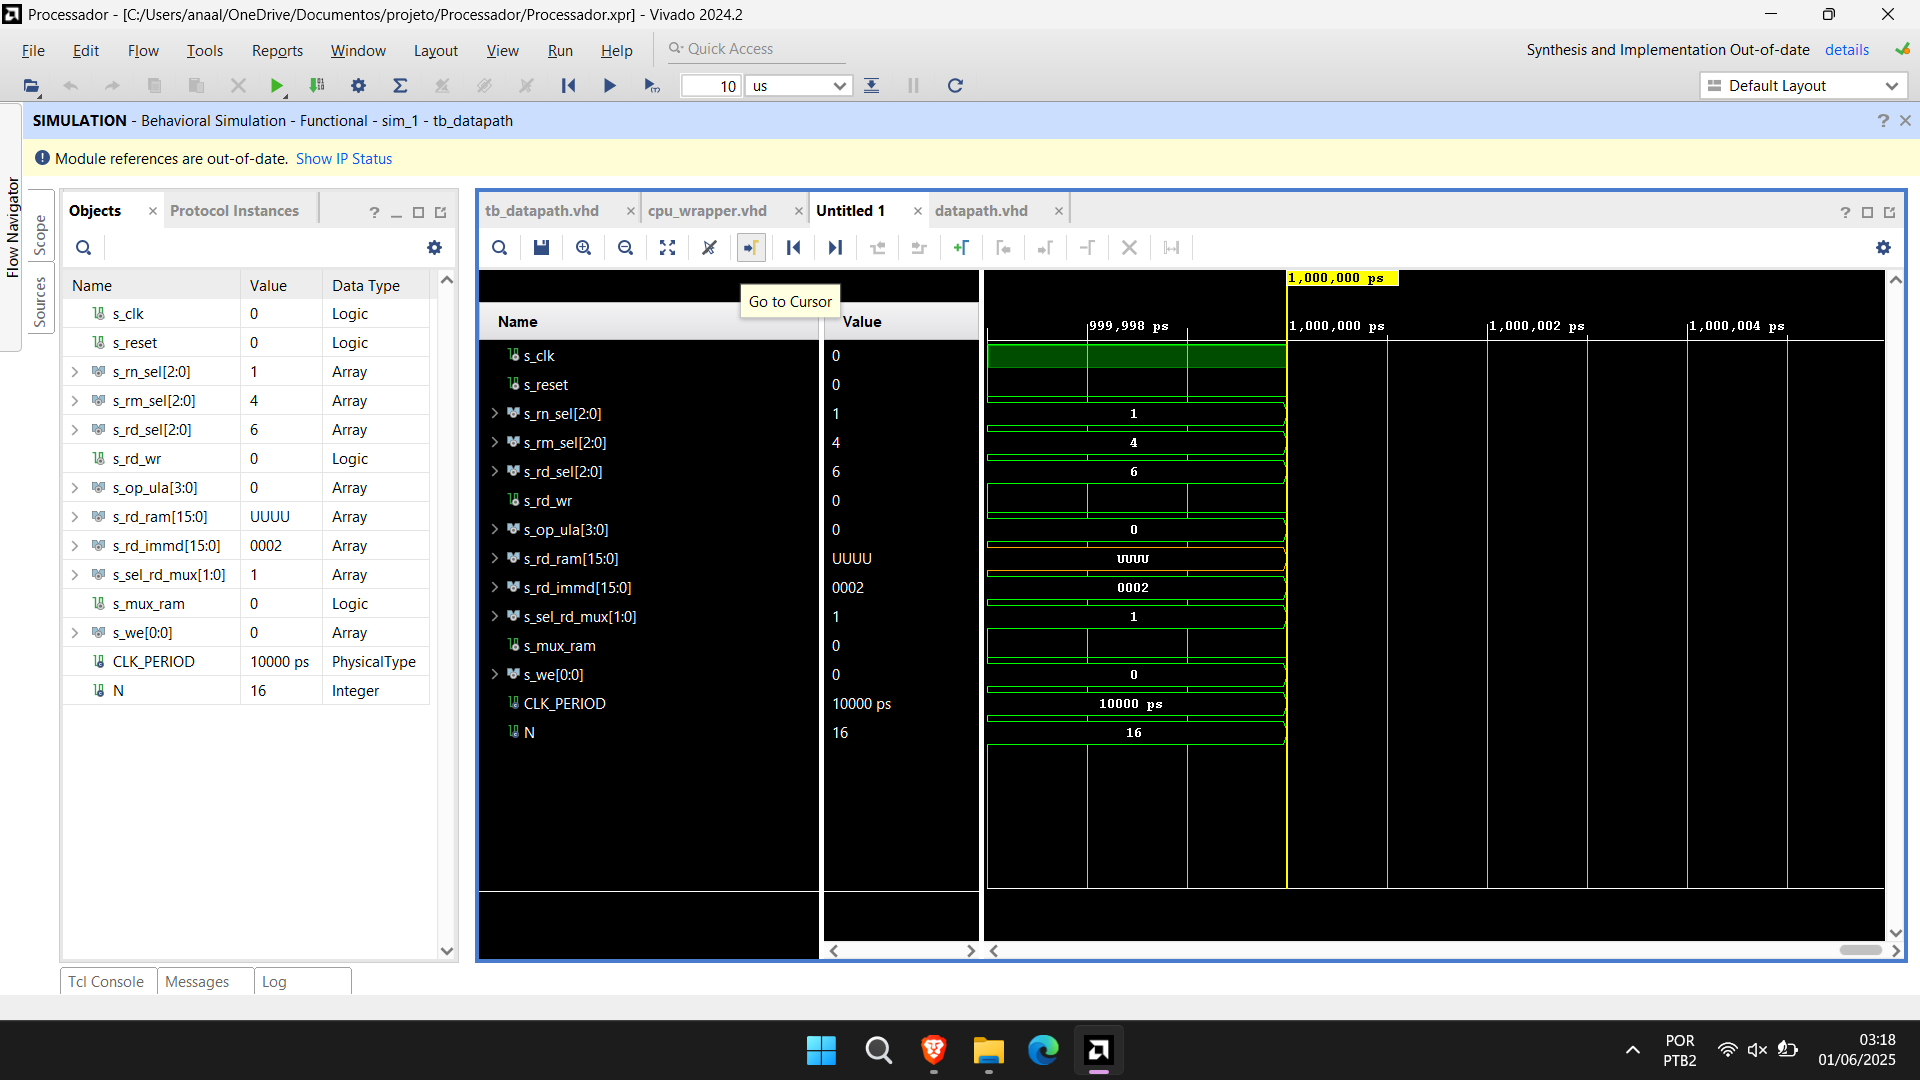 Processador - [C:/Users/anaal/OneDrive/Documentos/projeto/Processador/Processador.xpr] - Vivado 2024.2
File Edit Flow Tools Reports Window Layout View Run Help Quick Access
Synthesis and Implementation Out-of-date details
10 us
Default Layout
SIMULATION - Behavioral Simulation - Functional - sim_1 - tb_datapath
Module references are out-of-date. Show IP Status
Flow Navigator
Scope
Sources
Objects Protocol Instances
Name Value Data Type
s_clk 0 Logic
s_reset 0 Logic
s_rn_sel[2:0] 1 Array
s_rm_sel[2:0] 4 Array
s_rd_sel[2:0] 6 Array
s_rd_wr 0 Logic
s_op_ula[3:0] 0 Array
s_rd_ram[15:0] UUUU Array
s_rd_immd[15:0] 0002 Array
s_sel_rd_mux[1:0] 1 Array
s_mux_ram 0 Logic
s_we[0:0] 0 Array
CLK_PERIOD 10000 ps PhysicalType
N 16 Integer
tb_datapath.vhd cpu_wrapper.vhd Untitled 1 datapath.vhd
Go to Cursor
1,000,000 ps
Name Value
999,998 ps 1,000,000 ps 1,000,002 ps 1,000,004 ps
s_clk 0
s_reset 0
s_rn_sel[2:0] 1 1
s_rm_sel[2:0] 4 4
s_rd_sel[2:0] 6 6
s_rd_wr 0
s_op_ula[3:0] 0 0
s_rd_ram[15:0] UUUU UUUU
s_rd_immd[15:0] 0002 0002
s_sel_rd_mux[1:0] 1 1
s_mux_ram 0
s_we[0:0] 0 0
CLK_PERIOD 10000 ps 10000 ps
N 16 16
Tcl Console Messages Log
POR
PTB2
03:18
01/06/2025